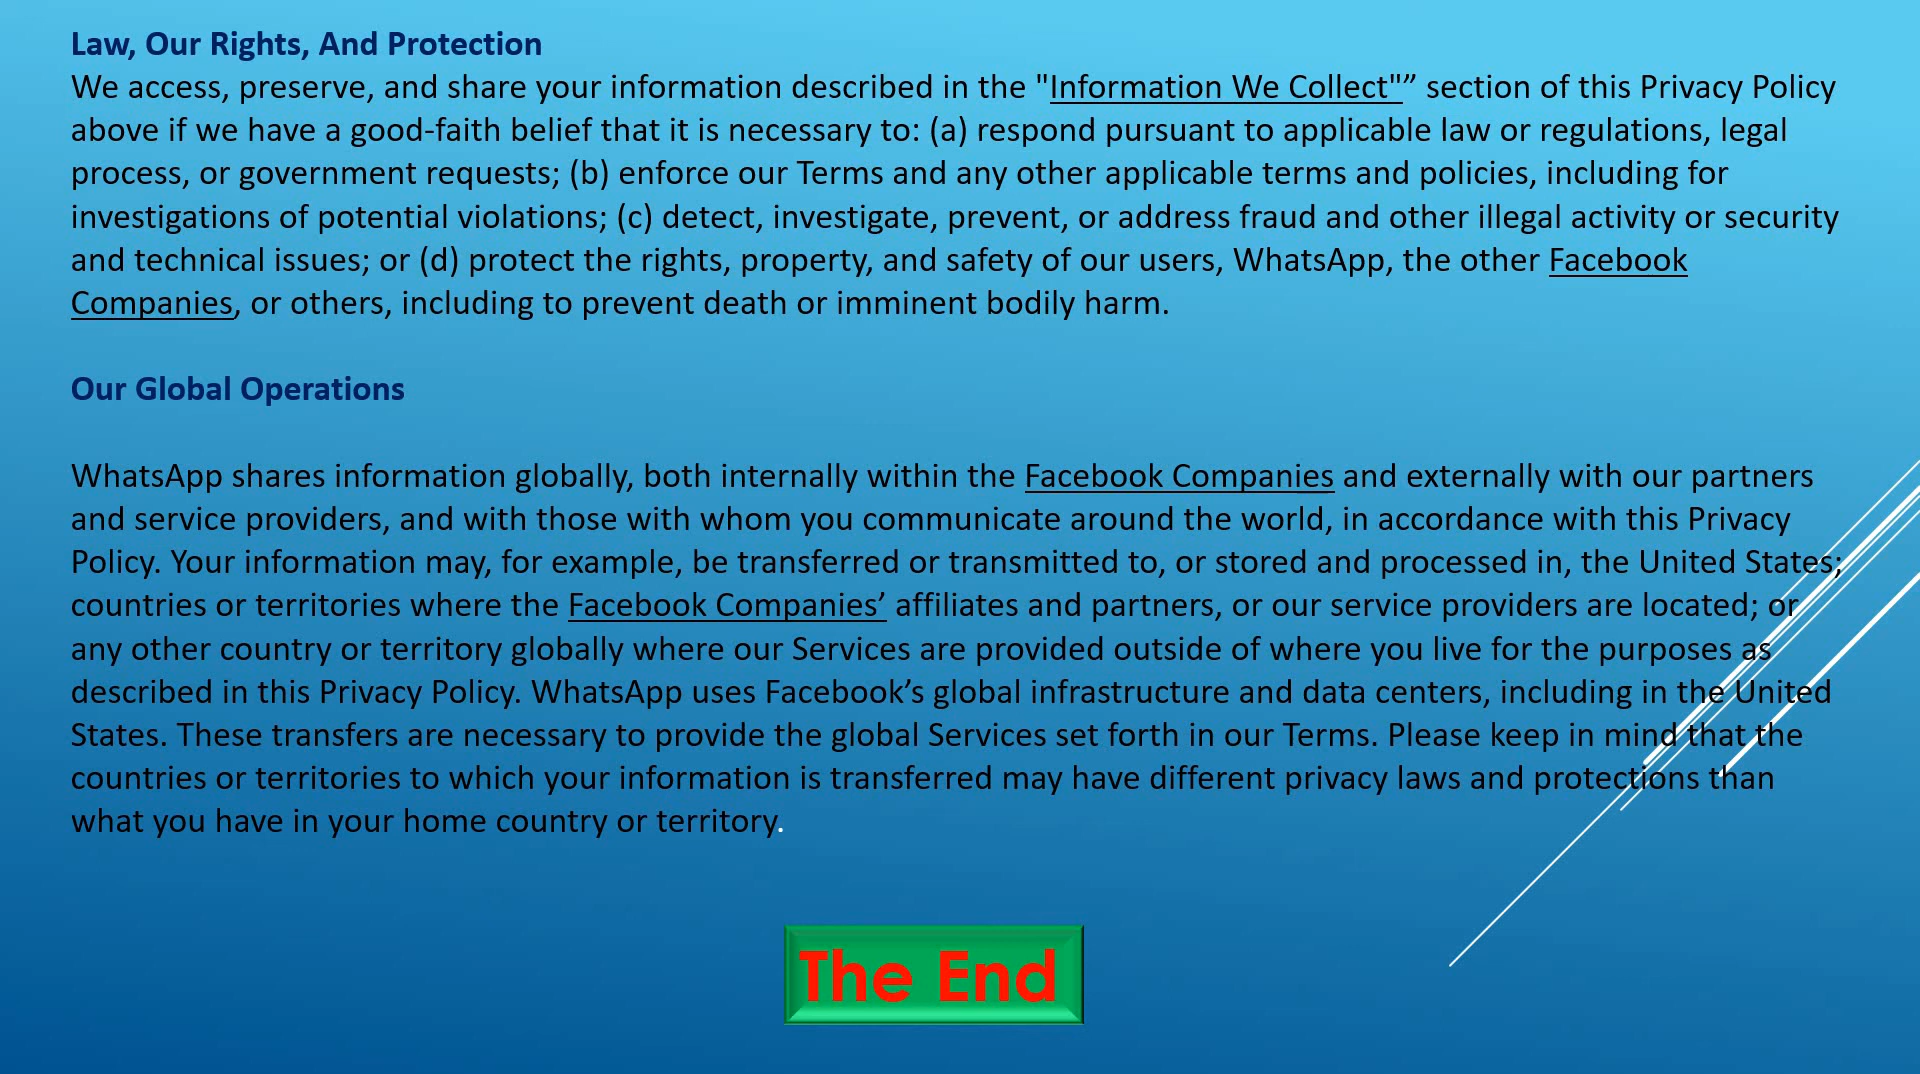 Law, Our Rights, And Protection
We access, preserve, and share your information described in the "Information We Collect"” section of this Privacy Policy
above if we have a good-faith belief that it is necessary to: (a) respond pursuant to applicable law or regulations, legal
process, or government requests; (b) enforce our Terms and any other applicable terms and policies, including for
investigations of potential violations; (c) detect, investigate, prevent, or address fraud and other illegal activity or security
and technical issues; or (d) protect the rights, property, and safety of our users, WhatsApp, the other Facebook
Companies, or others, including to prevent death or imminent bodily harm.
Our Global Operations
WhatsApp shares information globally, both internally within the Facebook Companies and externally with our partners
and service providers, and with those with whom you communicate around the world, in accordance with this Privacy
Policy. Your information may, for example, be transferred or transmitted to, or stored and processed in, the United States;
countries or territories where the Facebook Companies’ affiliates and partners, or our service providers are located; or
any other country or territory globally where our Services are provided outside of where you live for the purposes as
described in this Privacy Policy. WhatsApp uses Facebook’s global infrastructure and data centers, including in the United
States. These transfers are necessary to provide the global Services set forth in our Terms. Please keep in mind that the
countries or territories to which your information is transferred may have different privacy laws and protections than
what you have in your home country or territory.
The End